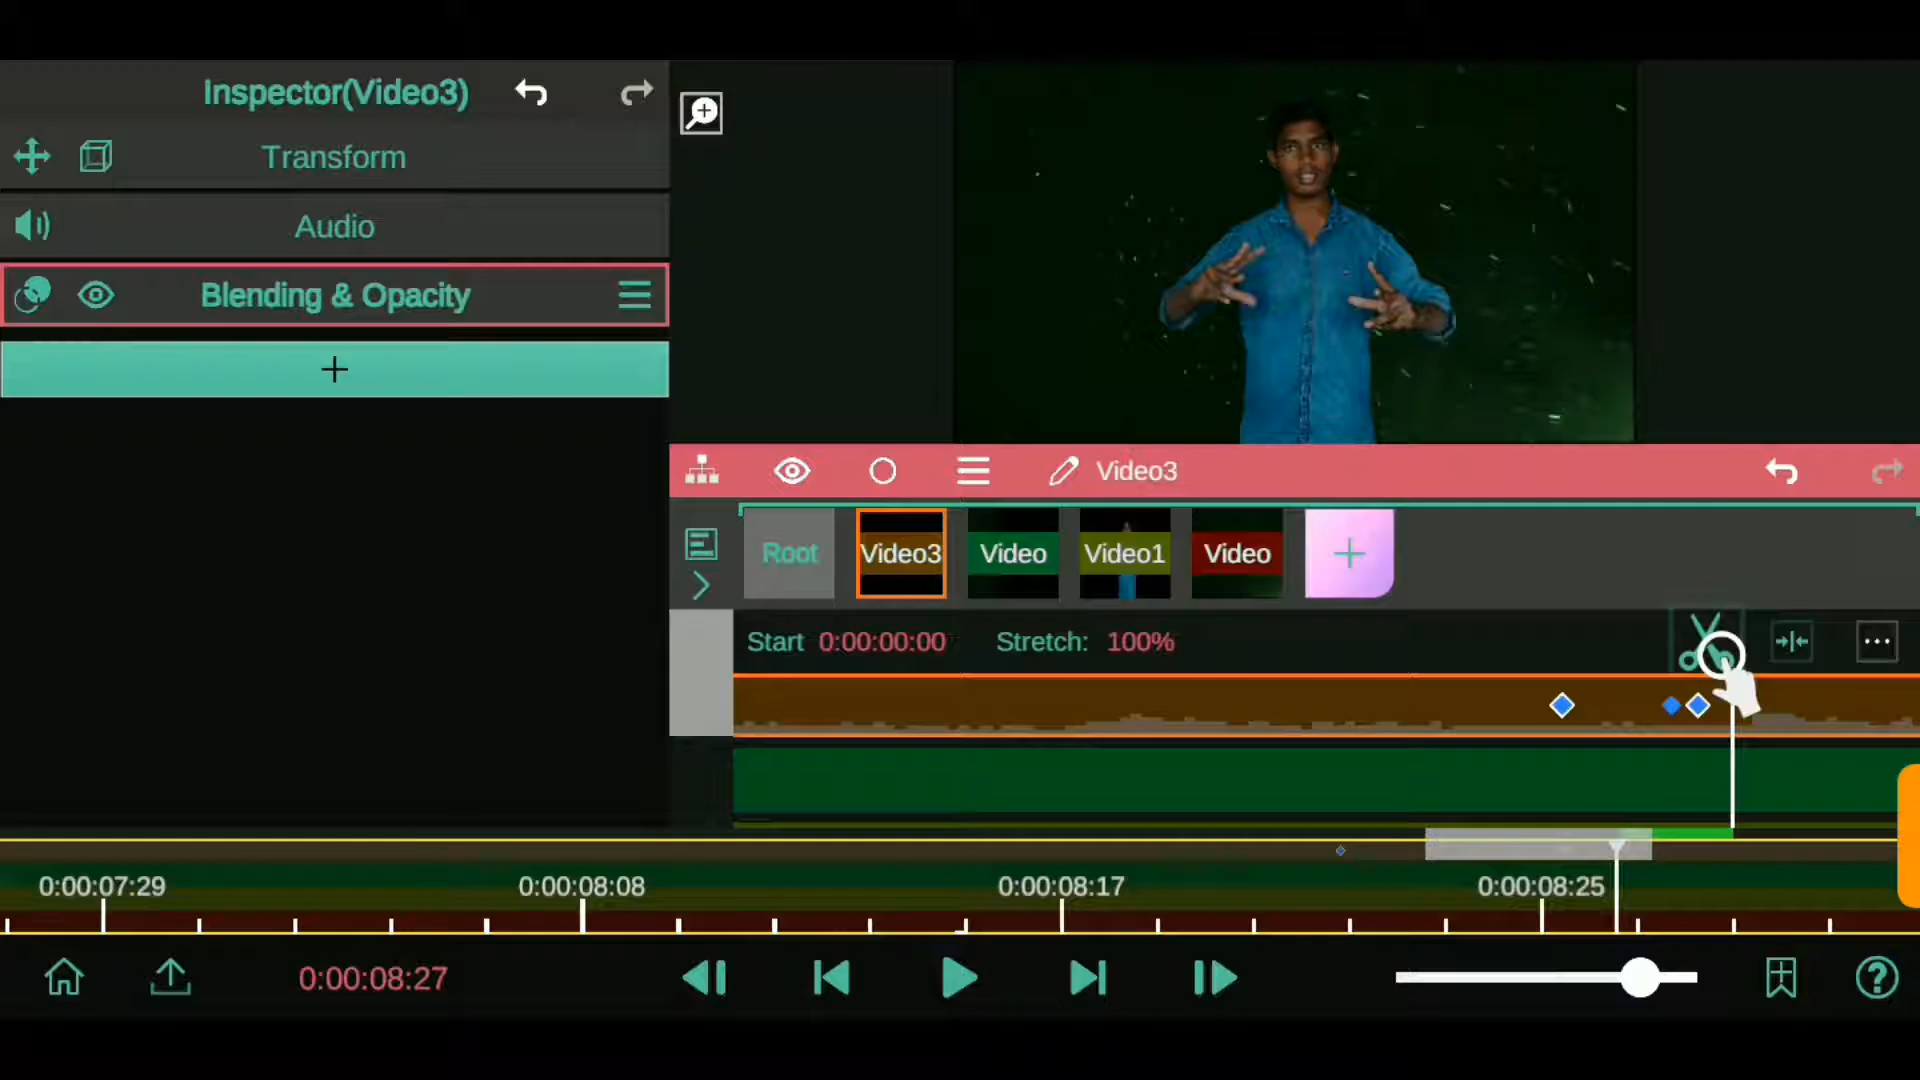 Inspector(Video3)
Transform
Audio
Blending & Opacity
Video3
Root
Video3
Video
Video1
Video
Start 0:00:00:00 Stretch: 100%
0:00:07:29 0:00:08:08 0:00:08:17 0:00:08:25
0:00:08:27